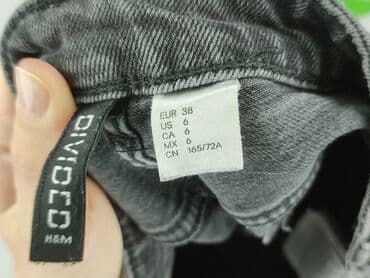 DIVIDED
H&M
EUR 38
US 6
CA 6
MX 6
CN 165/72A